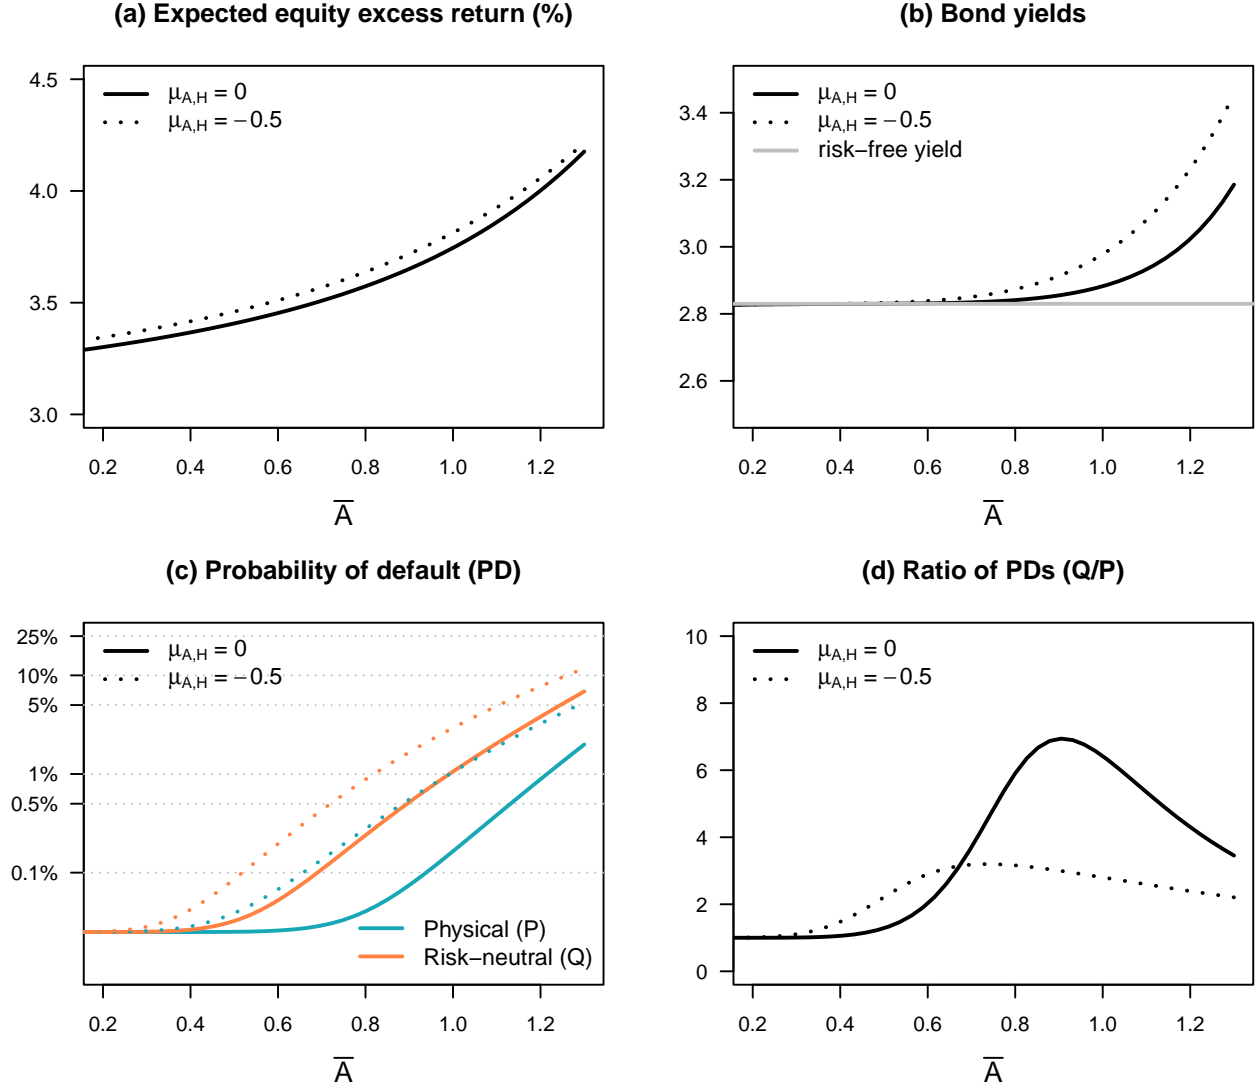 (a) Expected equity excess return (%)
4.5
4.0
3.5
3.0
μA,H = 0
μA,H = −0.5
0.2 0.4 0.6 0.8 1.0 1.2
A̅
(b) Bond yields
3.4
3.2
3.0
2.8
2.6
μA,H = 0
μA,H = −0.5
risk−free yield
0.2 0.4 0.6 0.8 1.0 1.2
A̅
(c) Probability of default (PD)
25%
10%
5%
1%
0.5%
0.1%
μA,H = 0
μA,H = −0.5
Physical (P)
Risk−neutral (Q)
0.2 0.4 0.6 0.8 1.0 1.2
A̅
(d) Ratio of PDs (Q/P)
10
8
6
4
2
0
μA,H = 0
μA,H = −0.5
0.2 0.4 0.6 0.8 1.0 1.2
A̅